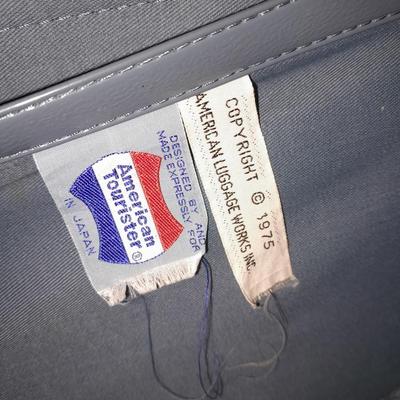 DESIGNED BY AND
MADE EXPRESSLY FOR
American
Tourister®
IN JAPAN
COPYRIGHT © 1975
AMERICAN LUGGAGE WORKS INC.